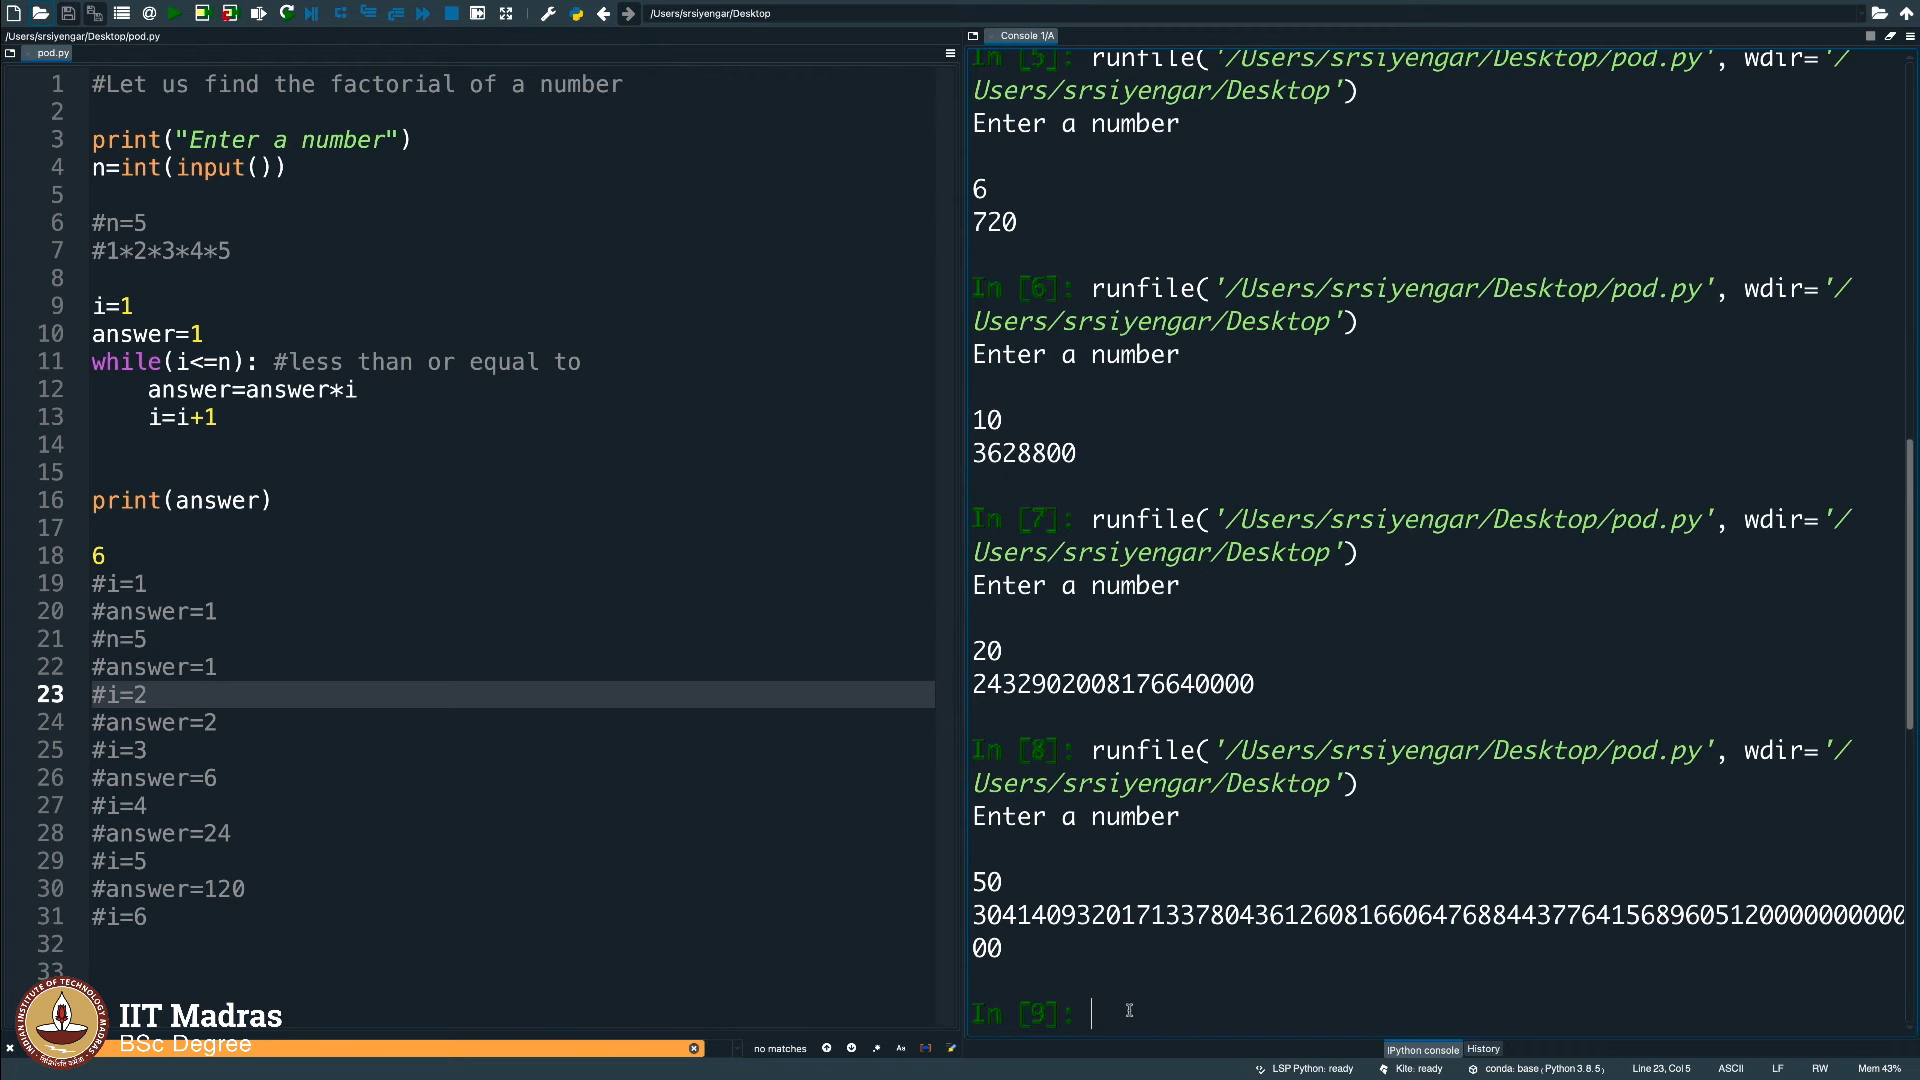 /Users/srsiyengar/Desktop
/Users/srsiyengar/Desktop/pod.py
pod.py
1 #Let us find the factorial of a number
2
3 print("Enter a number")
4 n=int(input())
5
6 #n=5
7 #1*2*3*4*5
8
9 i=1
10 answer=1
11 while(i<=n): #less than or equal to
12     answer=answer*i
13     i=i+1
14
15
16 print(answer)
17
18 6
19 #i=1
20 #answer=1
21 #n=5
22 #answer=1
23 #i=2
24 #answer=2
25 #i=3
26 #answer=6
27 #i=4
28 #answer=24
29 #i=5
30 #answer=120
31 #i=6
32
33
IIT Madras
BSc Degree
INDIAN INSTITUTE OF TECHNOLOGY MADRAS
no matches
Aa
Console 1/A
In [5]: runfile('/Users/srsiyengar/Desktop/pod.py', wdir='/
Users/srsiyengar/Desktop')
Enter a number
6
720
In [6]: runfile('/Users/srsiyengar/Desktop/pod.py', wdir='/
Users/srsiyengar/Desktop')
Enter a number
10
3628800
In [7]: runfile('/Users/srsiyengar/Desktop/pod.py', wdir='/
Users/srsiyengar/Desktop')
Enter a number
20
2432902008176640000
In [8]: runfile('/Users/srsiyengar/Desktop/pod.py', wdir='/
Users/srsiyengar/Desktop')
Enter a number
50
304140932017133780436126081660647688443776415689605120000000000
00
In [9]:
IPython console
History
LSP Python: ready
Kite: ready
conda: base (Python 3.8.5)
Line 23, Col 5
ASCII
LF
RW
Mem 43%